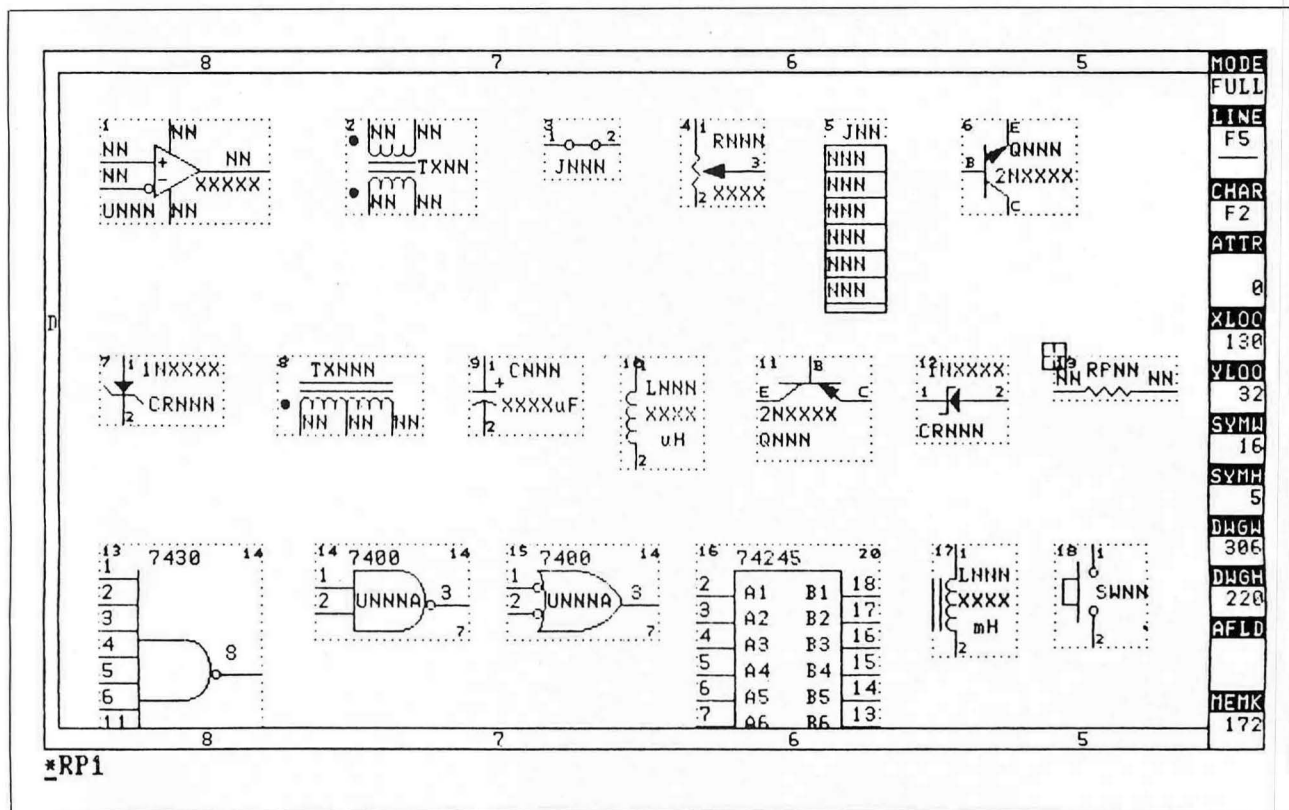 8 7 6 5
MODE
FULL
LINE
F5
CHAR
F2
ATTR
0
XLOC
130
YLOC
32
SYMW
16
SYMH
5
DWGW
306
DWGH
220
AFLD
MEMK
172
D
1
NN
NN
NN
NN
+
-
XXXXX
UNNN
NN
2
NN NN
TXNN
NN NN
3
1 2
JNNN
4
1
RNNN
3
2
XXXX
5 JNN
NNN
NNN
NNN
NNN
NNN
NNN
6
E
QNNN
B
2NXXXX
C
7
1
1NXXXX
CRNNN
2
8
TXNNN
NN NN NN
9
1
+
CNNN
XXXXuF
2
10
1
LNNN
XXXX
uH
2
11
B
E C
2NXXXX
QNNN
12
1NXXXX
1 2
CRNNN
19
RPNN
NN NN
13 7430 14
1
2
3
4
5
6
11
8
14 7400 14
1
2
UNNNA
3
7
15 7400 14
1
2
UNNNA
3
7
16 74245 20
2 A1 B1 18
3 A2 B2 17
4 A3 B3 16
5 A4 B4 15
6 A5 B5 14
7 A6 B6 13
17
1
LNNN
XXXX
mH
2
18
1
SWNN
2
8 7 6 5
*RP1